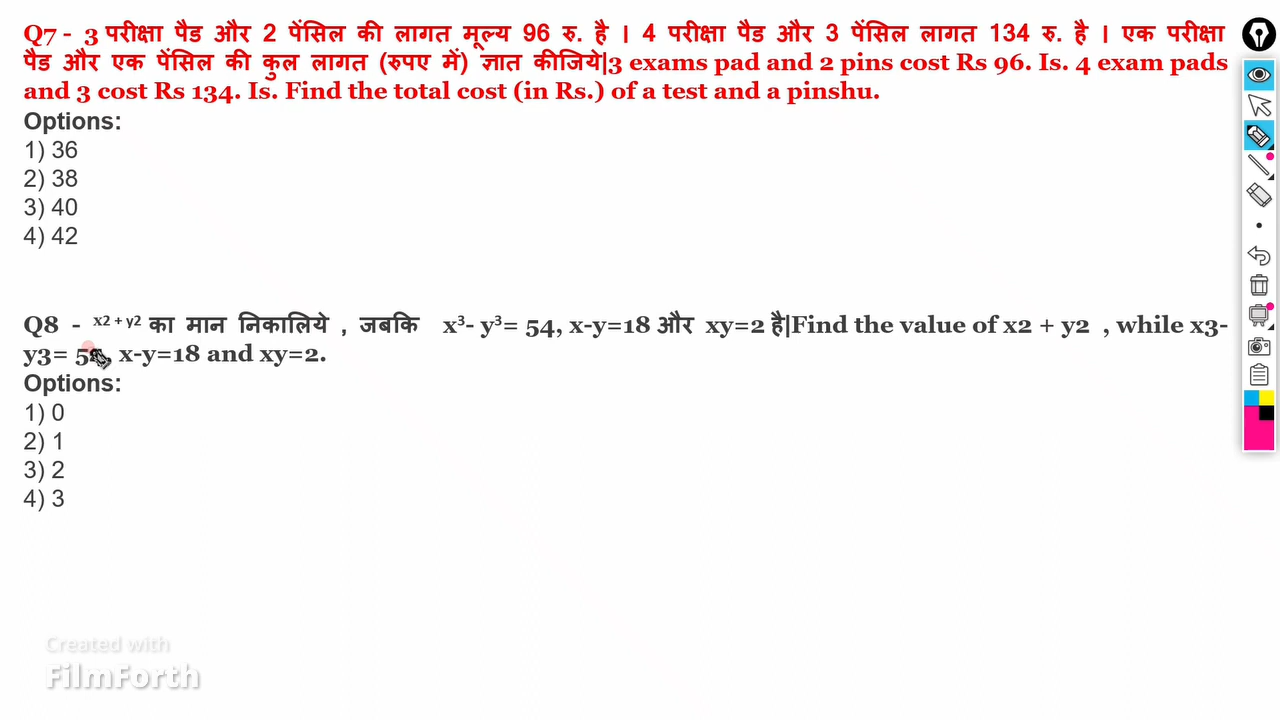 Q7 - 3 परीक्षा पैड और 2 पेंसिल की लागत मूल्य 96 रु. है । 4 परीक्षा पैड और 3 पेंसिल लागत 134 रु. है । एक परीक्षा
पैड और एक पेंसिल की कुल लागत (रुपए में) ज्ञात कीजिये|3 exams pad and 2 pins cost Rs 96. Is. 4 exam pads
and 3 cost Rs 134. Is. Find the total cost (in Rs.) of a test and a pinshu.
Options:
1) 36
2) 38
3) 40
4) 42
Q8 - x2 + y2 का मान निकालिये , जबकि x³- y³= 54, x-y=18 और xy=2 है|Find the value of x2 + y2 , while x3-
y3= x-y=18 and xy=2.
Options:
1) 0
2) 1
3) 2
4) 3
Created with
FilmForth